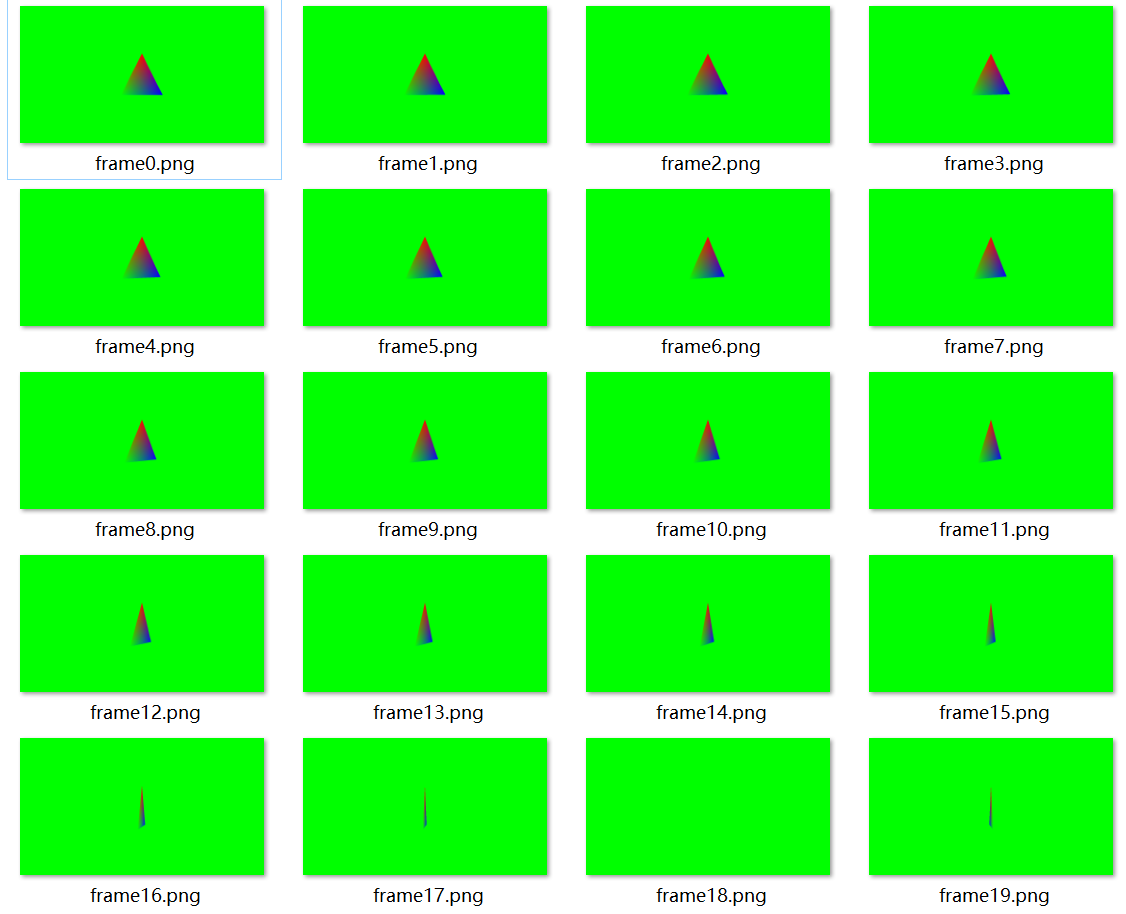 frame0.png frame1.png frame2.png frame3.png
frame4.png frame5.png frame6.png frame7.png
frame8.png frame9.png frame10.png frame11.png
frame12.png frame13.png frame14.png frame15.png
frame16.png frame17.png frame18.png frame19.png